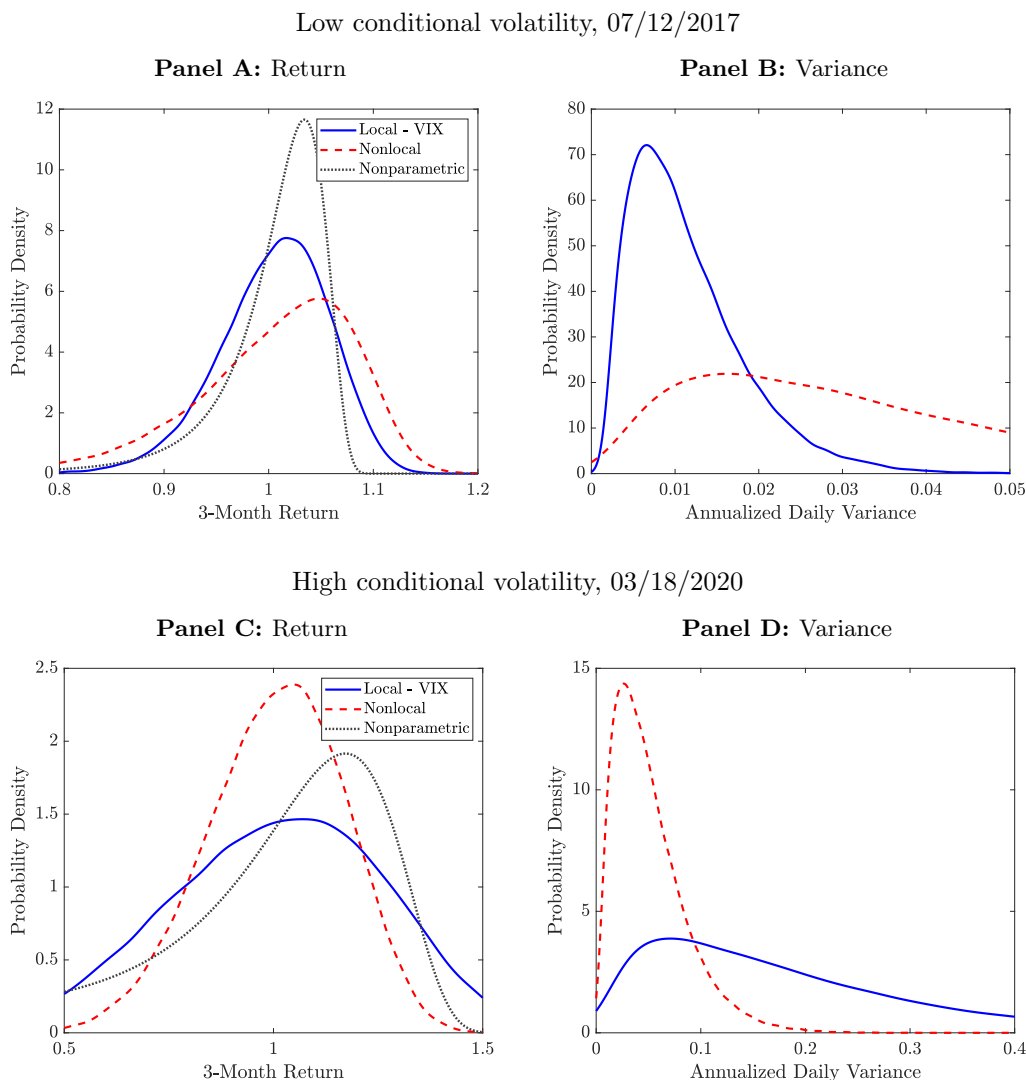 Low conditional volatility, 07/12/2017
Panel A: Return
Panel B: Variance
12
10
8
6
4
2
0
Probability Density
Local - VIX
Nonlocal
Nonparametric
0.8
0.9
1
1.1
1.2
3-Month Return
80
70
60
50
40
30
20
10
0
Probability Density
0
0.01
0.02
0.03
0.04
0.05
Annualized Daily Variance
High conditional volatility, 03/18/2020
Panel C: Return
Panel D: Variance
2.5
2
1.5
1
0.5
0
Probability Density
Local - VIX
Nonlocal
Nonparametric
0.5
1
1.5
3-Month Return
15
10
5
0
Probability Density
0
0.1
0.2
0.3
0.4
Annualized Daily Variance